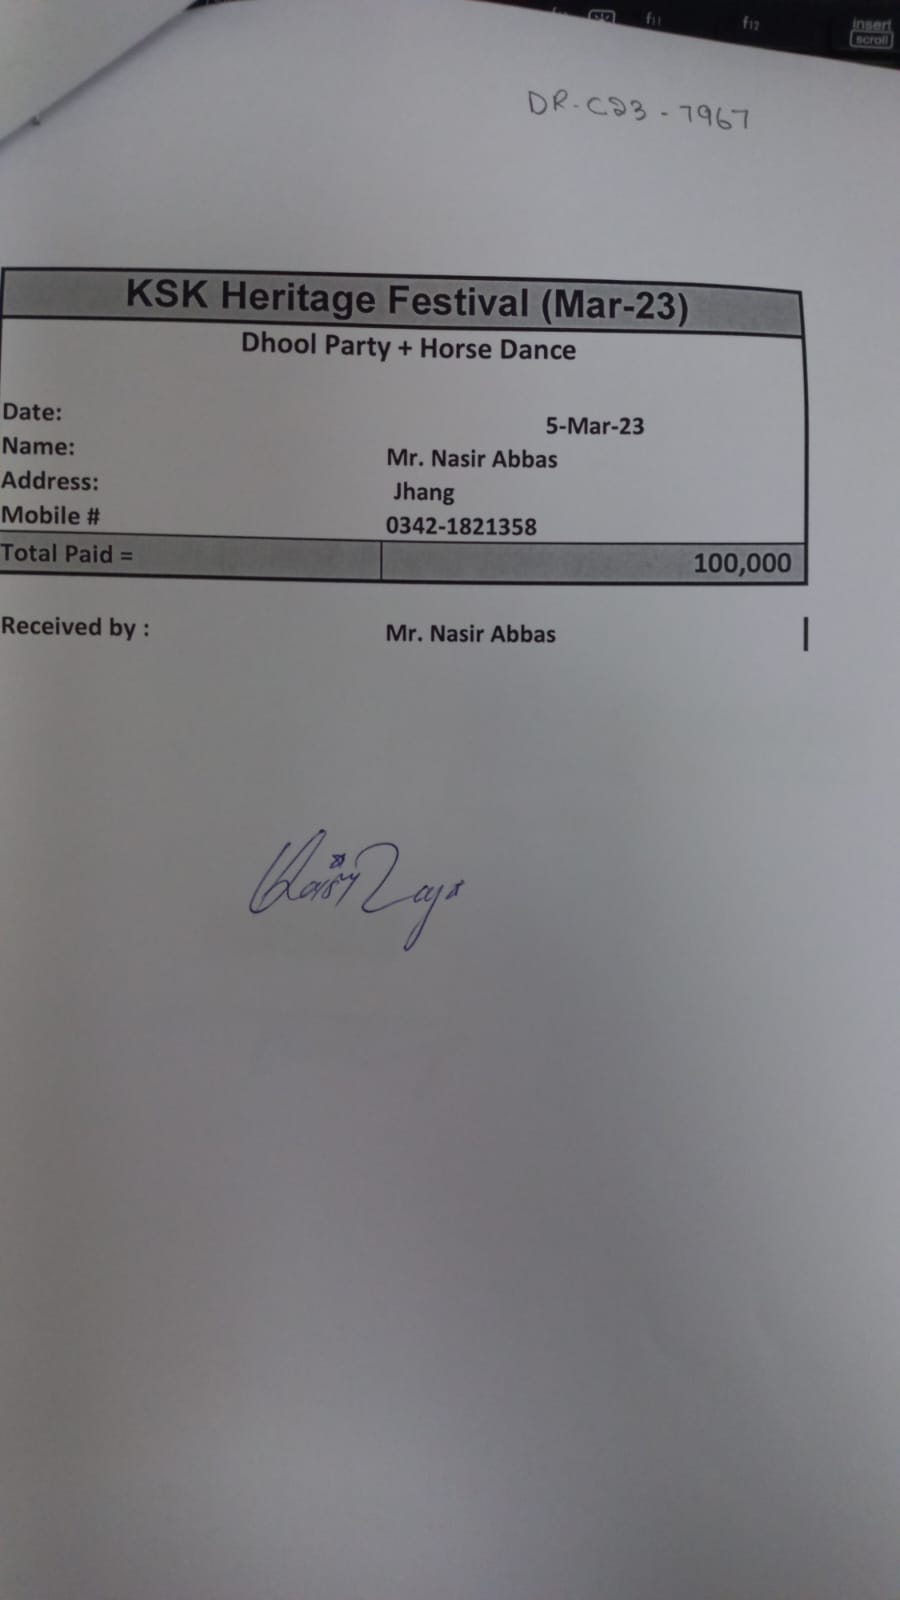 f11 f12 insert
scroll
DR-C23-7967
KSK Heritage Festival (Mar-23)
Dhool Party + Horse Dance
Date: 5-Mar-23
Name: Mr. Nasir Abbas
Address: Jhang
Mobile # 0342-1821358
Total Paid = 100,000
Received by : Mr. Nasir Abbas